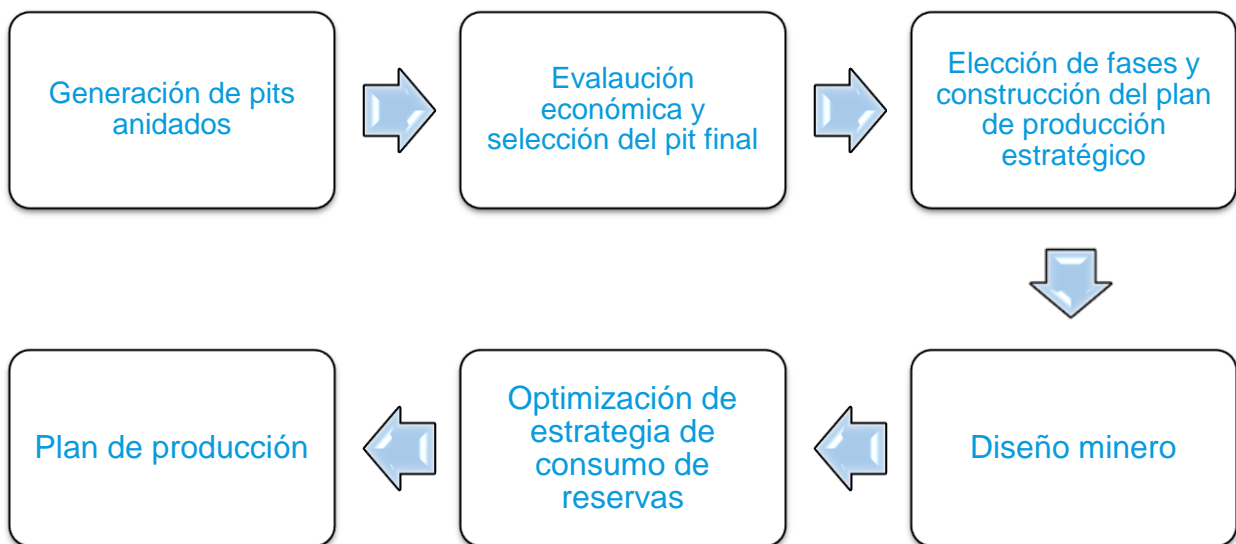 Generación de pits
anidados
Evalaución
económica y
selección del pit final
Elección de fases y
construcción del plan
de producción
estratégico
Plan de producción
Optimización de
estrategia de
consumo de
reservas
Diseño minero